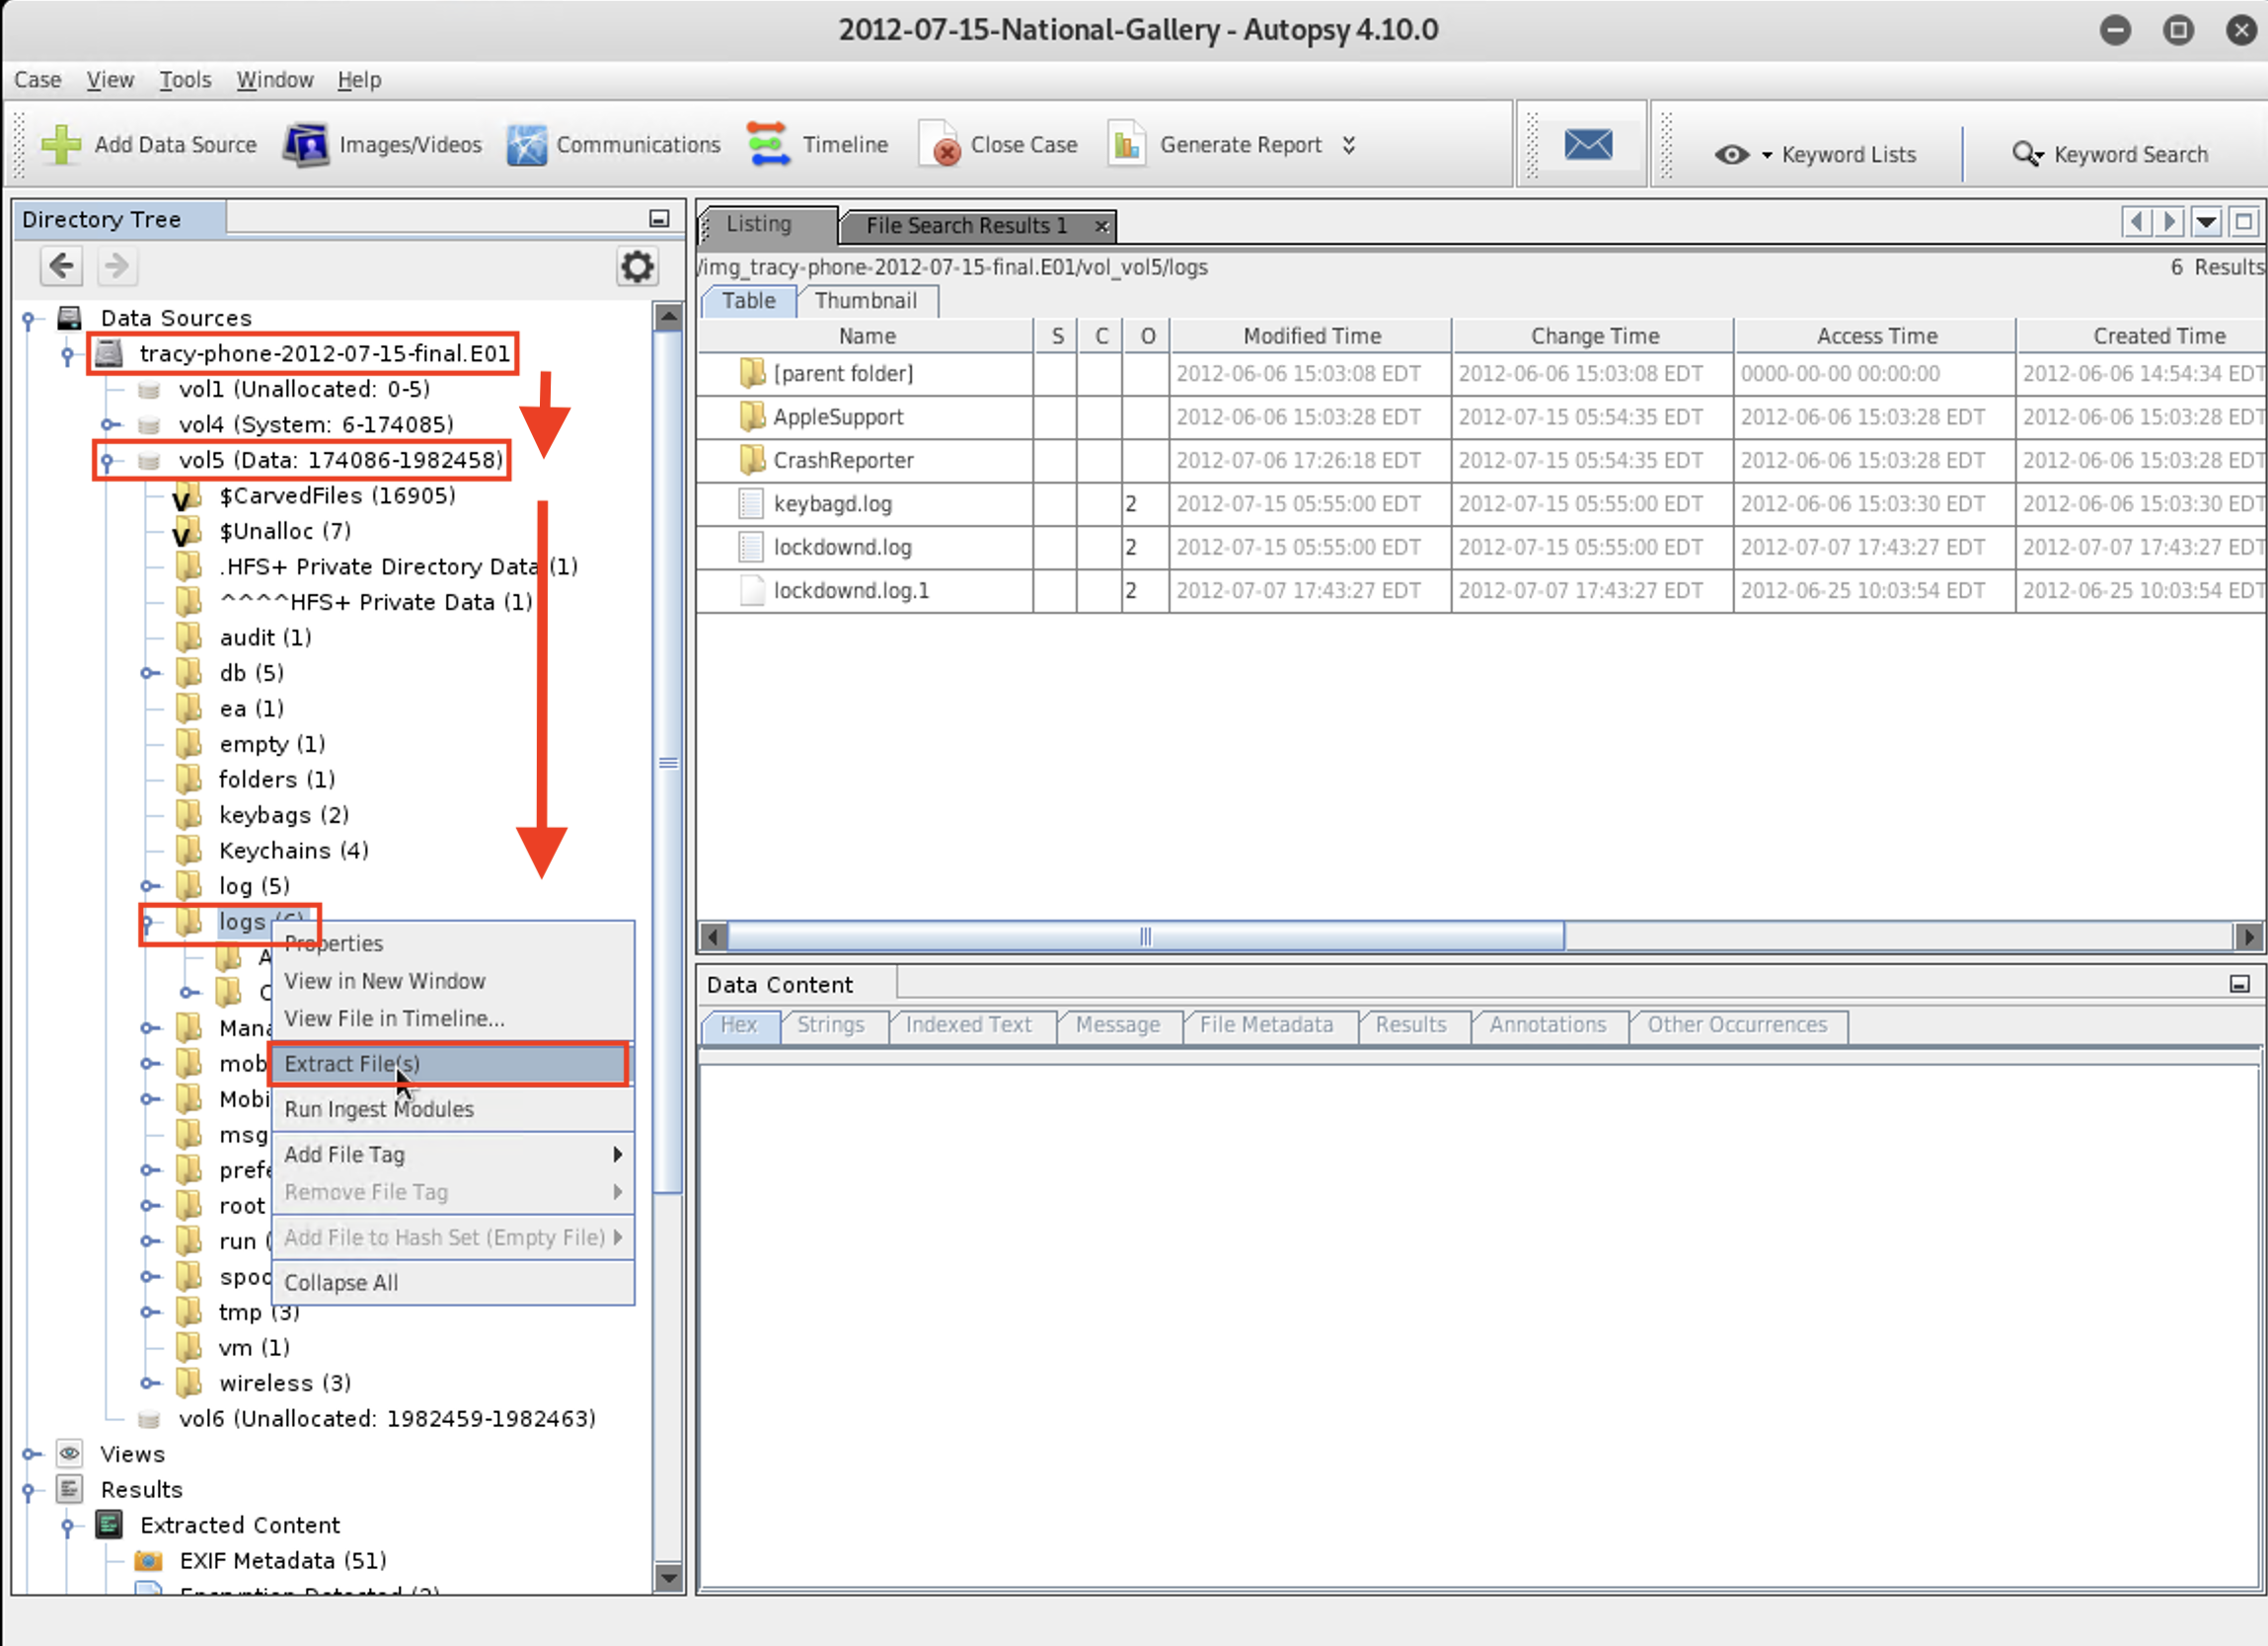 2012-07-15-National-Gallery - Autopsy 4.10.0
Case View Tools Window Help
Add Data Source Images/Videos Communications Timeline Close Case Generate Report Keyword Lists Keyword Search
Directory Tree
Data Sources
tracy-phone-2012-07-15-final.E01
vol1 (Unallocated: 0-5)
vol4 (System: 6-174085)
vol5 (Data: 174086-1982458)
$CarvedFiles (16905)
$Unalloc (7)
.HFS+ Private Directory Data (1)
^^^^HFS+ Private Data (1)
audit (1)
db (5)
ea (1)
empty (1)
folders (1)
keybags (2)
Keychains (4)
log (5)
logs (6)
A
C
Mana
mob
Mobi
msg
prefe
root
run (
spoo
tmp (3)
vm (1)
wireless (3)
vol6 (Unallocated: 1982459-1982463)
Views
Results
Extracted Content
EXIF Metadata (51)
Encryption Detected (2)
Properties
View in New Window
View File in Timeline...
Extract File(s)
Run Ingest Modules
Add File Tag
Remove File Tag
Add File to Hash Set (Empty File)
Collapse All
Listing File Search Results 1
/img_tracy-phone-2012-07-15-final.E01/vol_vol5/logs 6 Results
Table Thumbnail
Name S C O Modified Time Change Time Access Time Created Time
[parent folder] 2012-06-06 15:03:08 EDT 2012-06-06 15:03:08 EDT 0000-00-00 00:00:00 2012-06-06 14:54:34 EDT
AppleSupport 2012-06-06 15:03:28 EDT 2012-07-15 05:54:35 EDT 2012-06-06 15:03:28 EDT 2012-06-06 15:03:28 EDT
CrashReporter 2012-07-06 17:26:18 EDT 2012-07-15 05:54:35 EDT 2012-06-06 15:03:28 EDT 2012-06-06 15:03:28 EDT
keybagd.log 2 2012-07-15 05:55:00 EDT 2012-07-15 05:55:00 EDT 2012-06-06 15:03:30 EDT 2012-06-06 15:03:30 EDT
lockdownd.log 2 2012-07-15 05:55:00 EDT 2012-07-15 05:55:00 EDT 2012-07-07 17:43:27 EDT 2012-07-07 17:43:27 EDT
lockdownd.log.1 2 2012-07-07 17:43:27 EDT 2012-07-07 17:43:27 EDT 2012-06-25 10:03:54 EDT 2012-06-25 10:03:54 EDT
Data Content
Hex Strings Indexed Text Message File Metadata Results Annotations Other Occurrences